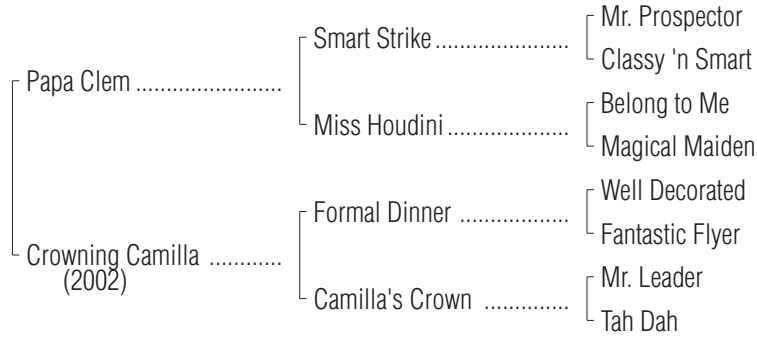 Mr. Prospector
Smart Strike.....................
Classy 'n Smart
Papa Clem .......................
Belong to Me
Miss Houdini...................
Magical Maiden
Well Decorated
Formal Dinner .................
Fantastic Flyer
Crowning Camilla ............
(2002)
Mr. Leader
Camilla's Crown .............
Tah Dah